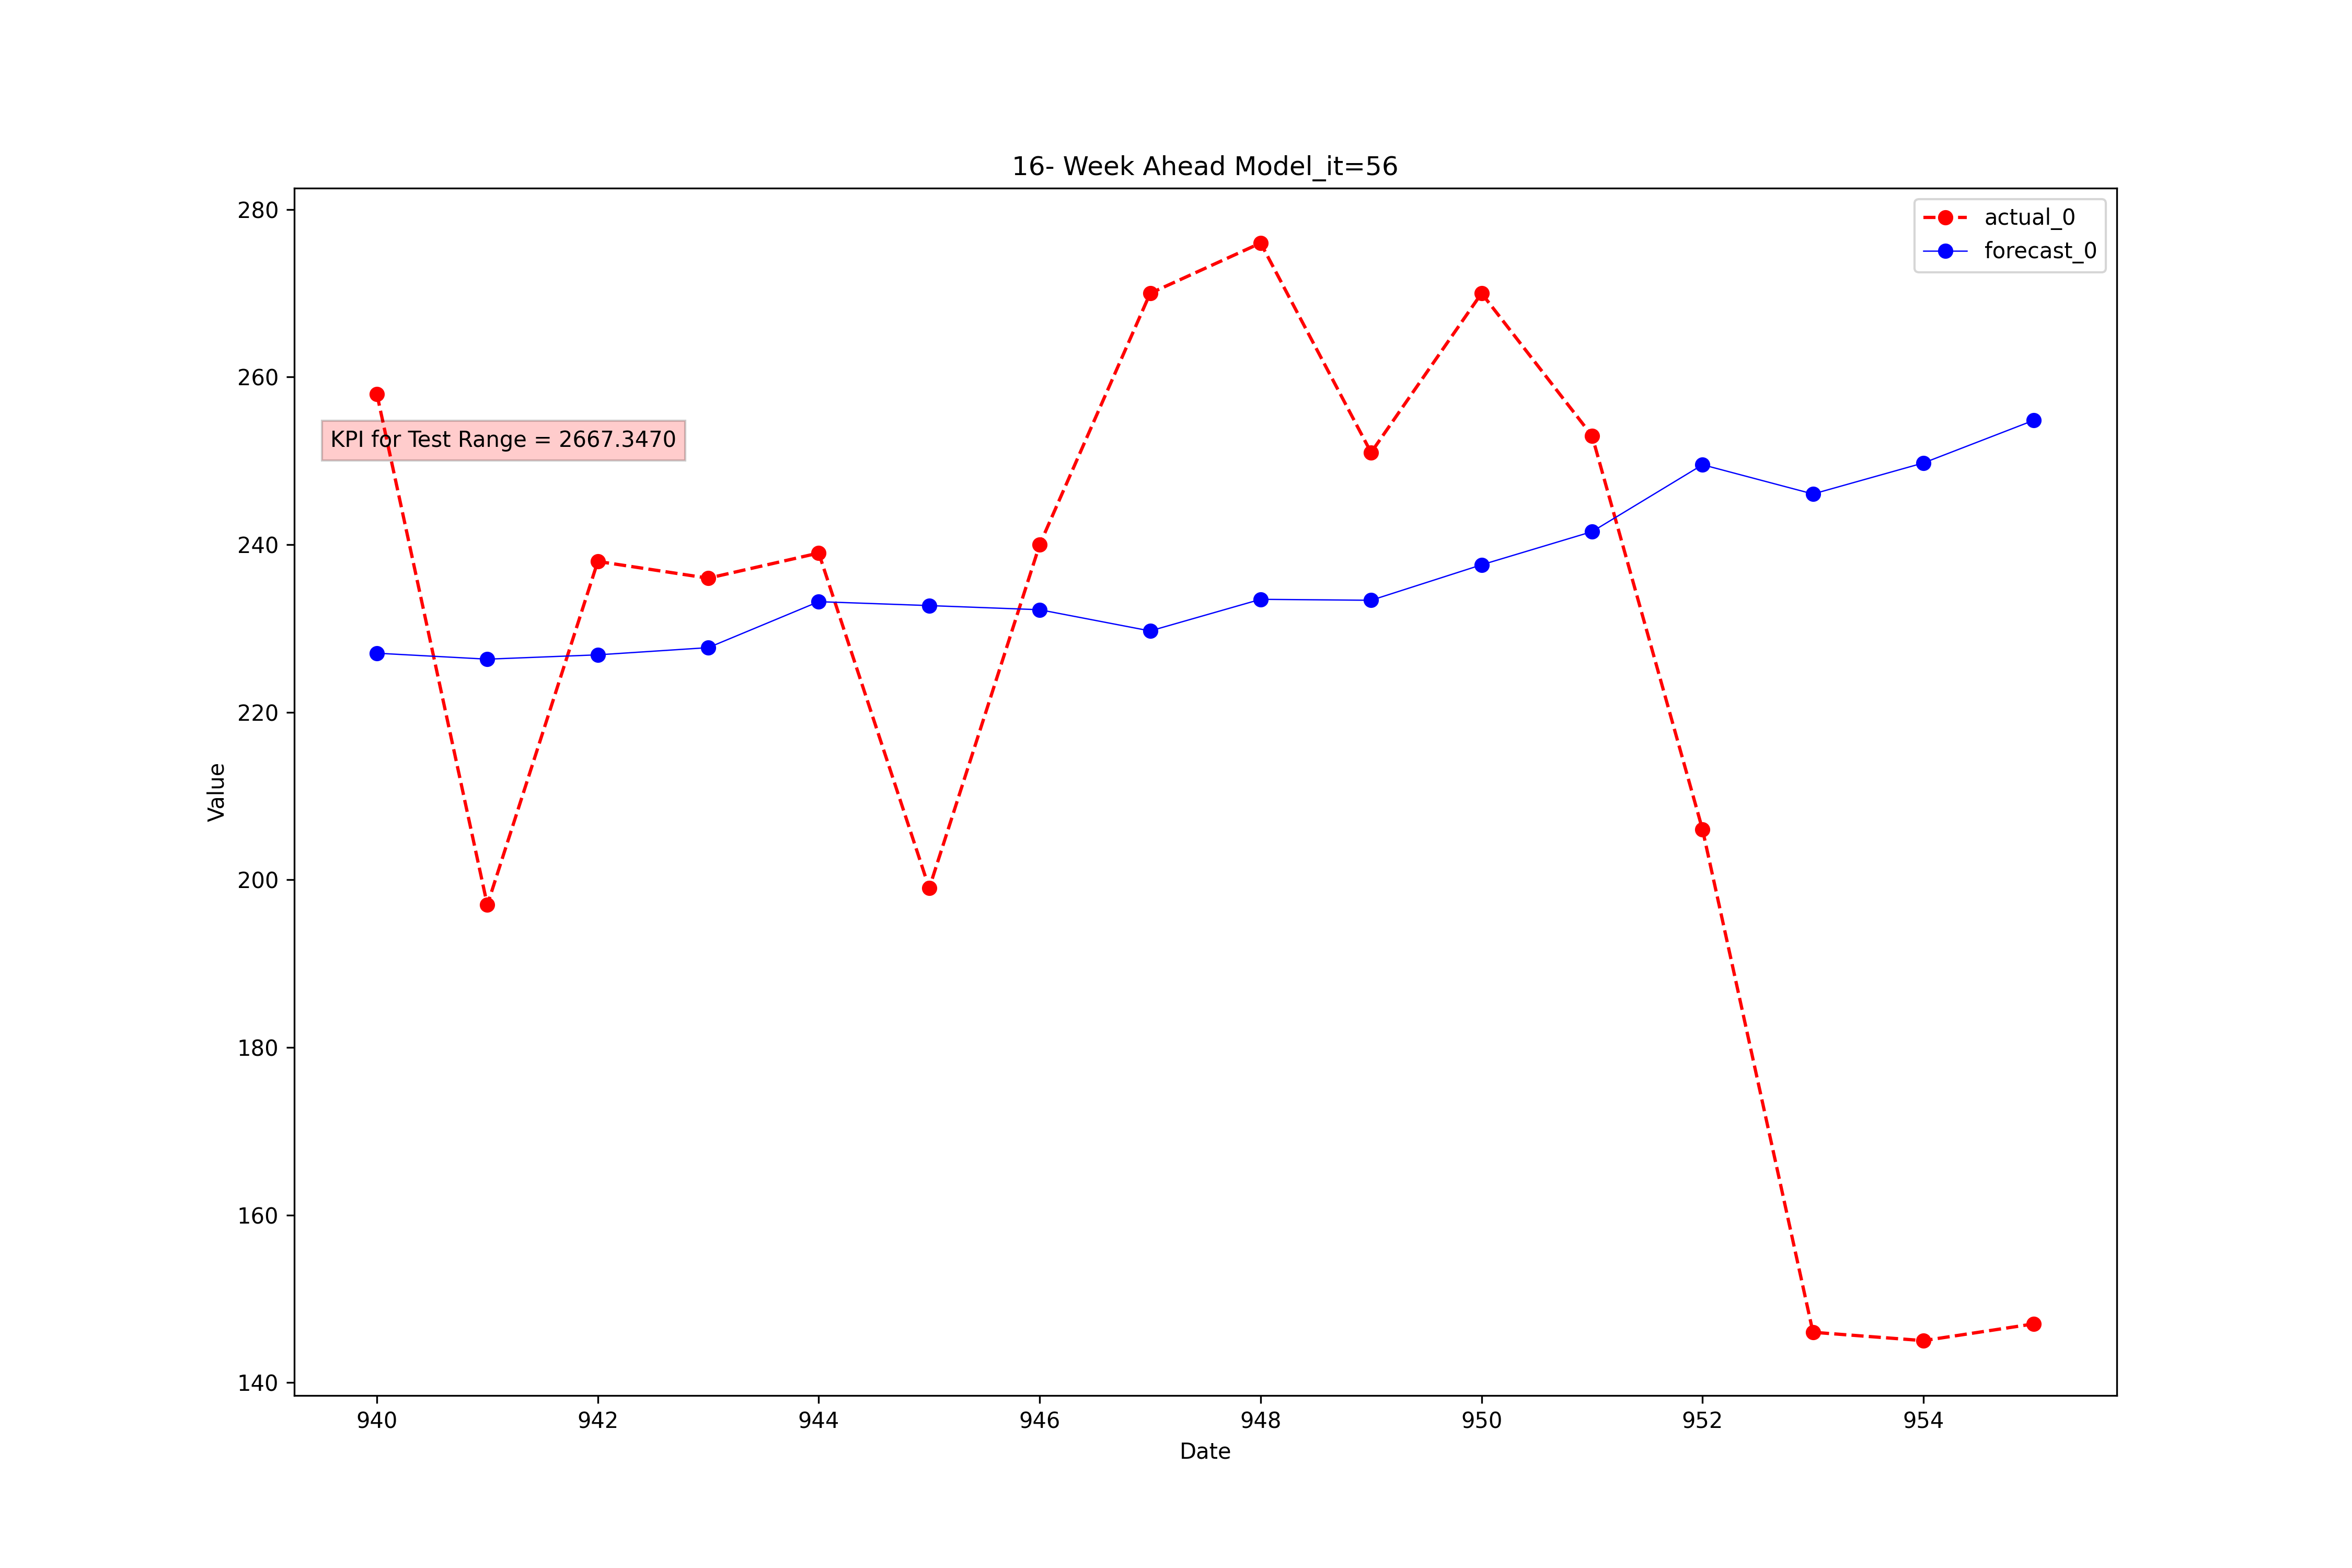 16- Week Ahead Model_it=56
280
260
240
220
200
180
160
140
Value
KPI for Test Range = 2667.3470
actual_0
forecast_0
940 942 944 946 948 950 952 954
Date